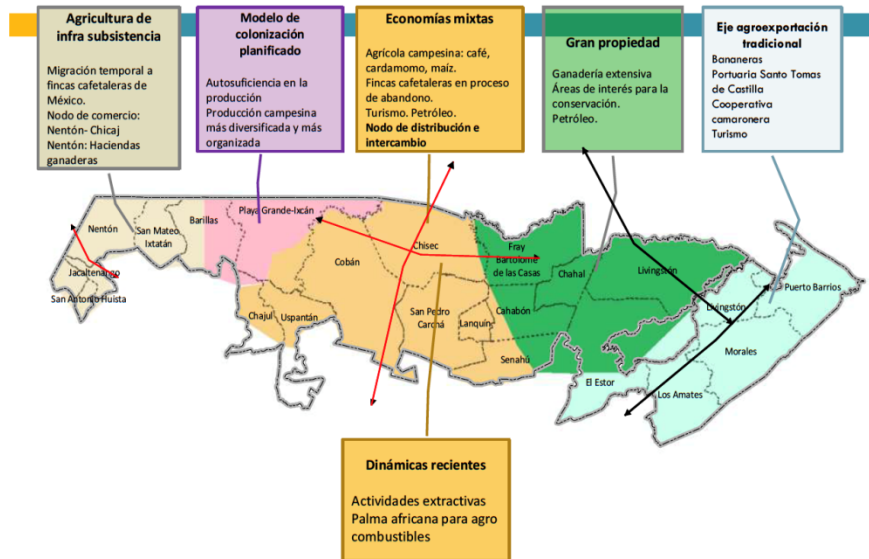 Agricultura de
infra subsistencia
Migración temporal a
fincas cafetaleras de
México.
Nodo de comercio:
Nentón- Chicaj
Nentón: Haciendas
ganaderas
Modelo de
colonización
planificado
Autosuficiencia en la
producción
Producción campesina
más diversificada y más
organizada
Economías mixtas
Agrícola campesina: café,
cardamomo, maíz.
Fincas cafetaleras en proceso
de abandono.
Turismo. Petróleo.
Nodo de distribución e
intercambio
Gran propiedad
Ganadería extensiva
Áreas de interés para la
conservación.
Petróleo.
Eje agroexportación
tradicional
Bananeras
Portuaria Santo Tomas
de Castilla
Cooperativa
camaronera
Turismo
Nentón
San Mateo
Ixtatán
Barillas
Playa Grande-Ixcán
Jacaltenango
San Antonio Huista
Cobán
Chisec
Chajul
Uspantán
San Pedro
Carchá
Lanquín
Cahabón
Senahú
Fray
Bartolome
de las Casas
Chahal
Livingston
Livingston
Puerto Barrios
Morales
El Estor
Los Amates
Dinámicas recientes
Actividades extractivas
Palma africana para agro
combustibles